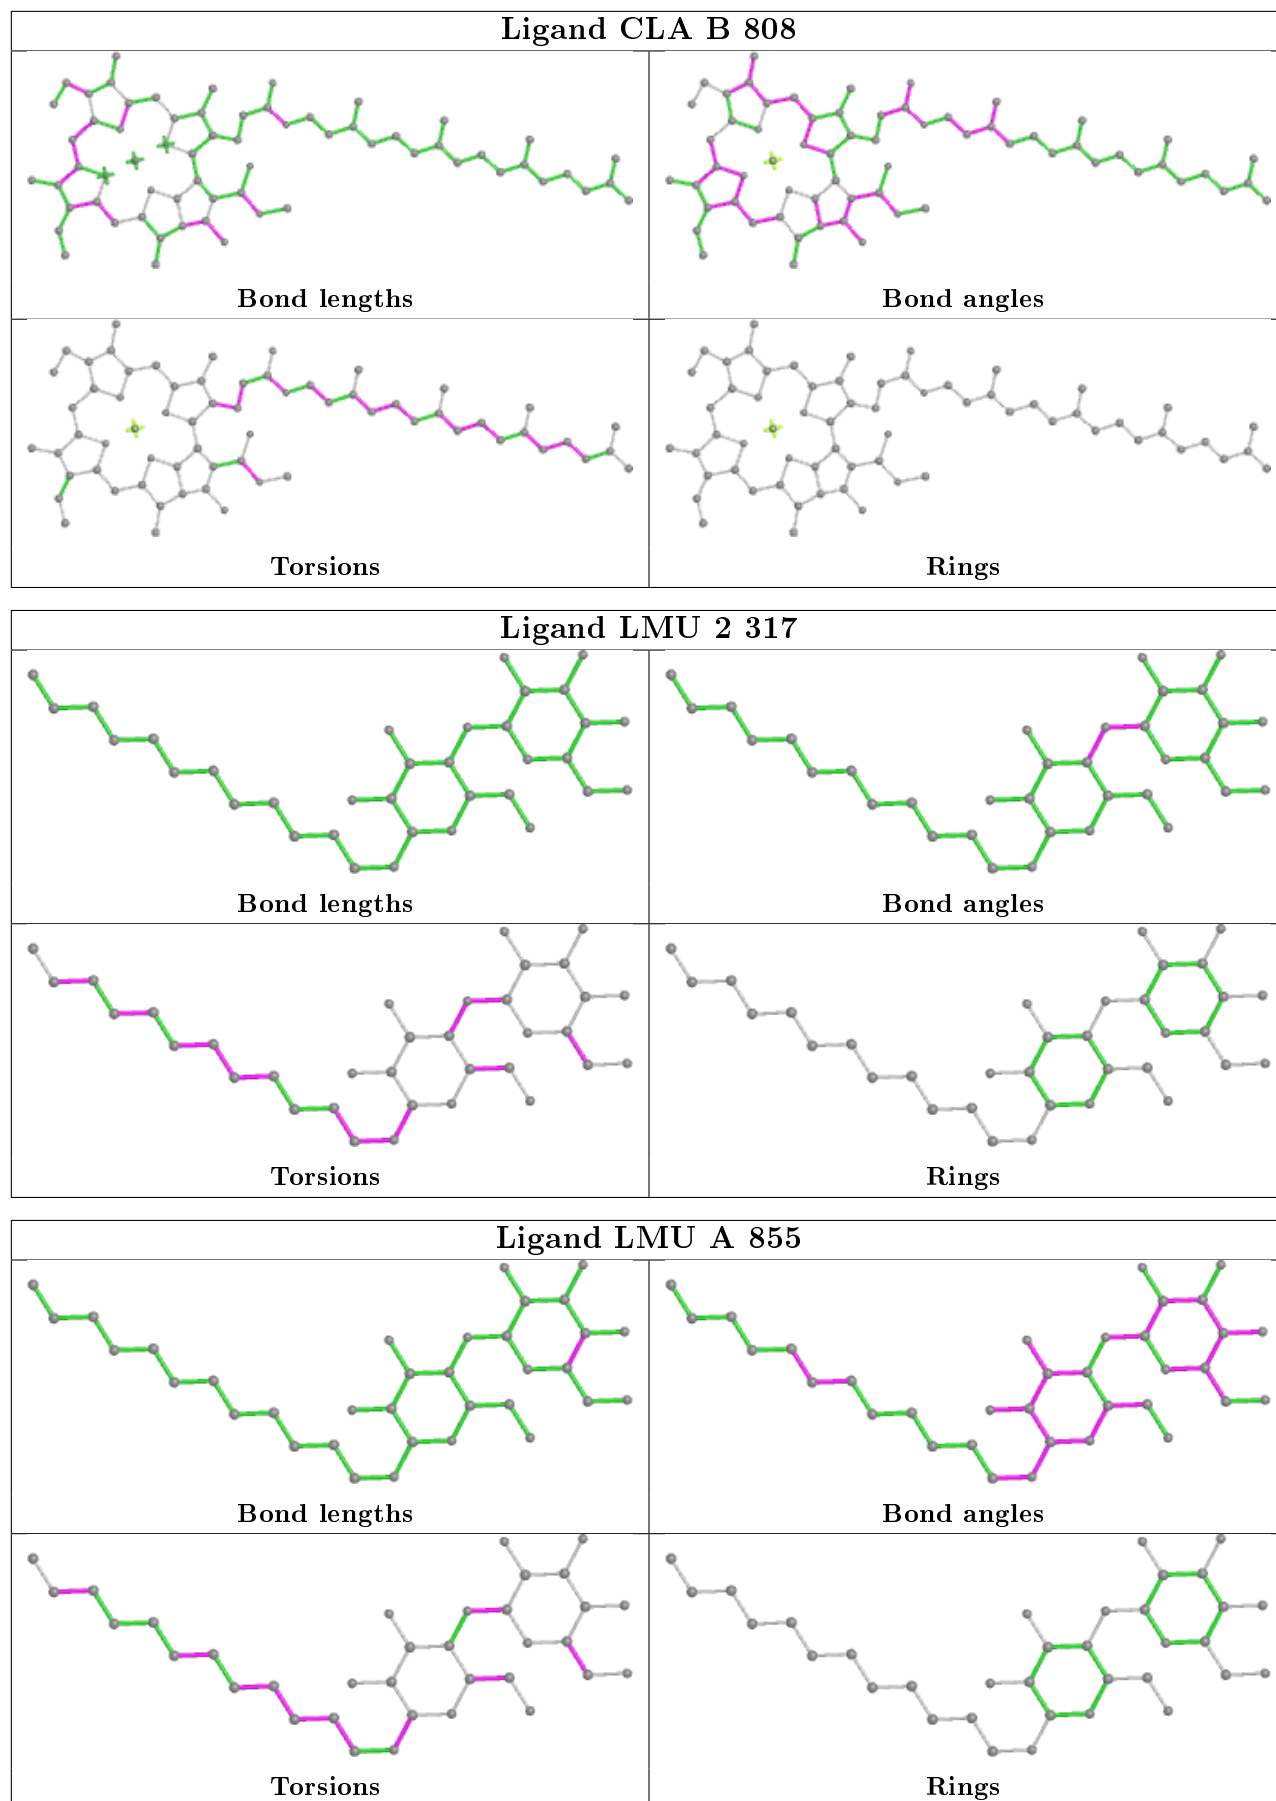 Ligand CLA B 808
Bond lengths
Bond angles
Torsions
Rings
Ligand LMU 2 317
Bond lengths
Bond angles
Torsions
Rings
Ligand LMU A 855
Bond lengths
Bond angles
Torsions
Rings